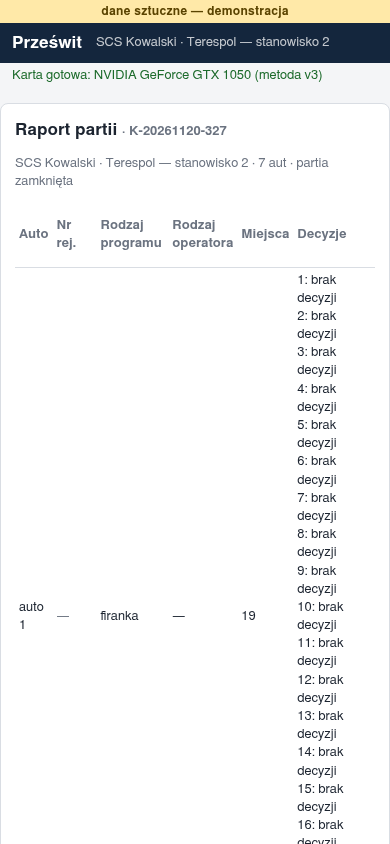 dane sztuczne — demonstracja
Prześwit SCS Kowalski · Terespol — stanowisko 2
Karta gotowa: NVIDIA GeForce GTX 1050 (metoda v3)
Raport partii · K-20261120-327
SCS Kowalski · Terespol — stanowisko 2 · 7 aut · partia
zamknięta
Auto Nr rej. Rodzaj programu Rodzaj operatora Miejsca Decyzje
auto 1 — firanka — 19
1: brak
decyzji
2: brak
decyzji
3: brak
decyzji
4: brak
decyzji
5: brak
decyzji
6: brak
decyzji
7: brak
decyzji
8: brak
decyzji
9: brak
decyzji
10: brak
decyzji
11: brak
decyzji
12: brak
decyzji
13: brak
decyzji
14: brak
decyzji
15: brak
decyzji
16: brak
decyzji